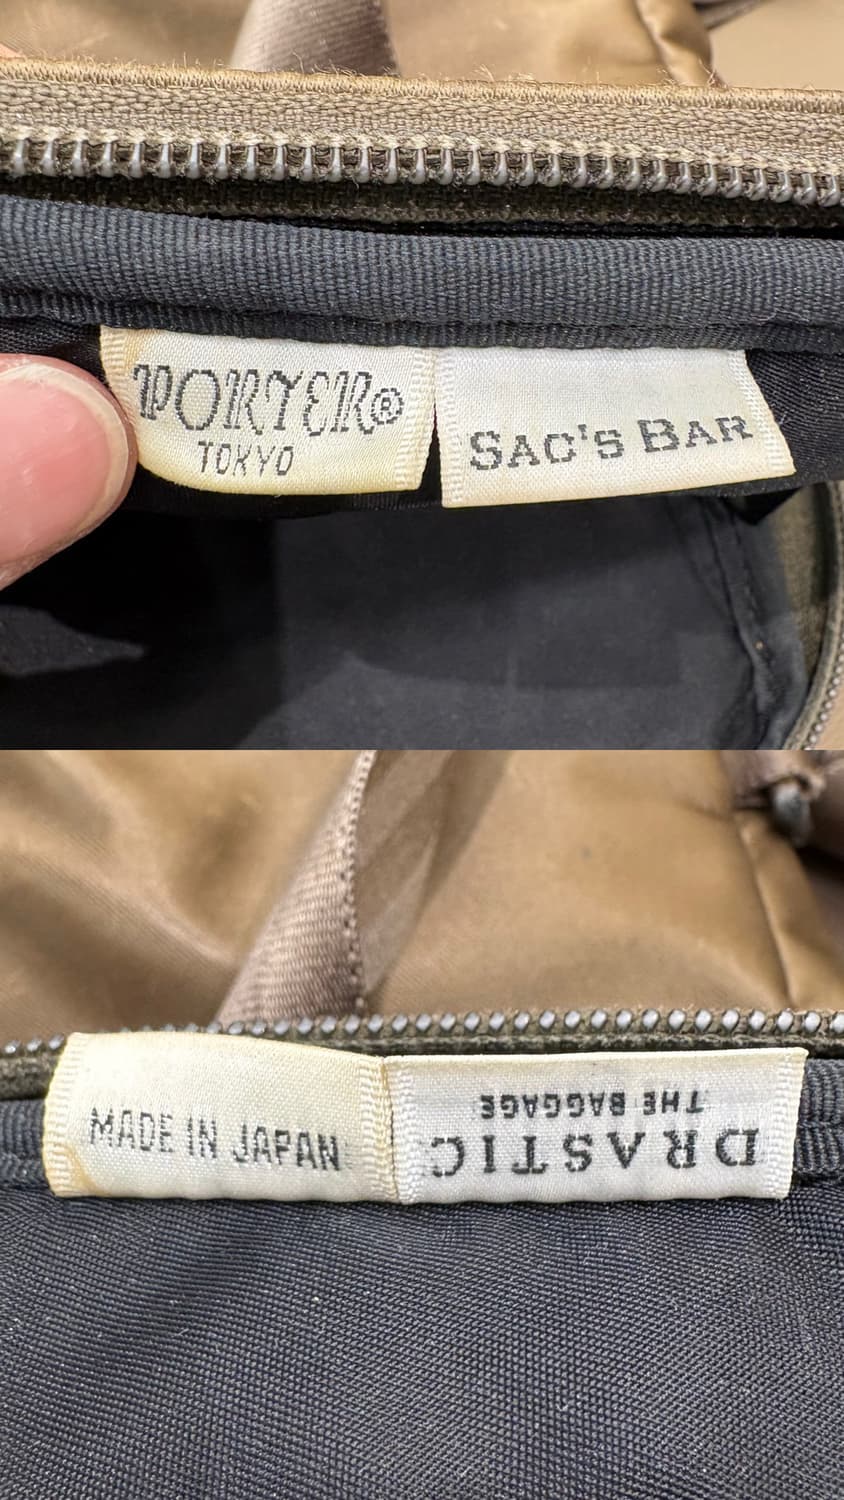 PORTER®
TOKYO
SAC'S BAR
MADE IN JAPAN
DRASTIC
THE BAGGAGE